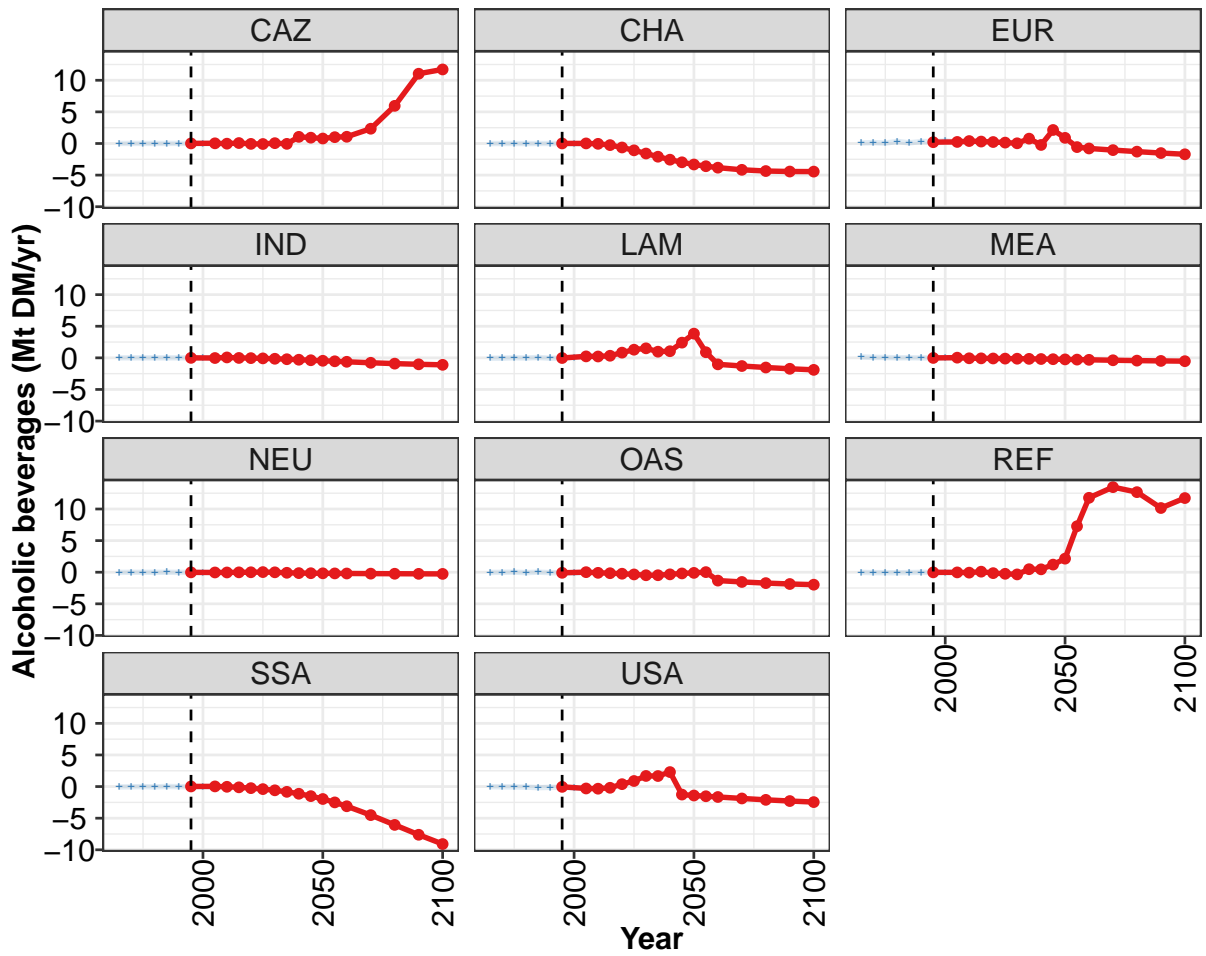 CAZ CHA EUR
10
5
0
−5
−10
IND LAM MEA
10
5
0
−5
−10
NEU OAS REF
10
5
0
−5
−10
2000 2050 2100
SSA USA
10
5
0
−5
−10
2000 2050 2100 2000 2050 2100
Year
Alcoholic beverages (Mt DM/yr)